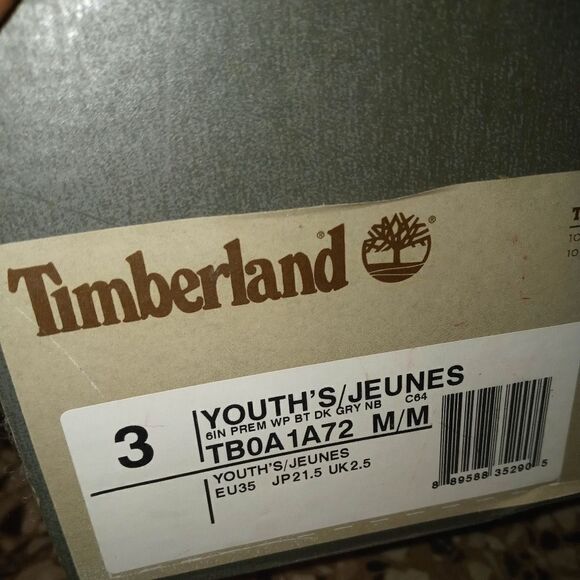 Timberland®
®
3
YOUTH'S/JEUNES
6IN PREM WP BT DK GRY NB C64
TB0A1A72 M/M
YOUTH'S/JEUNES
EU35 JP21.5 UK2.5
8 89588 35290 5